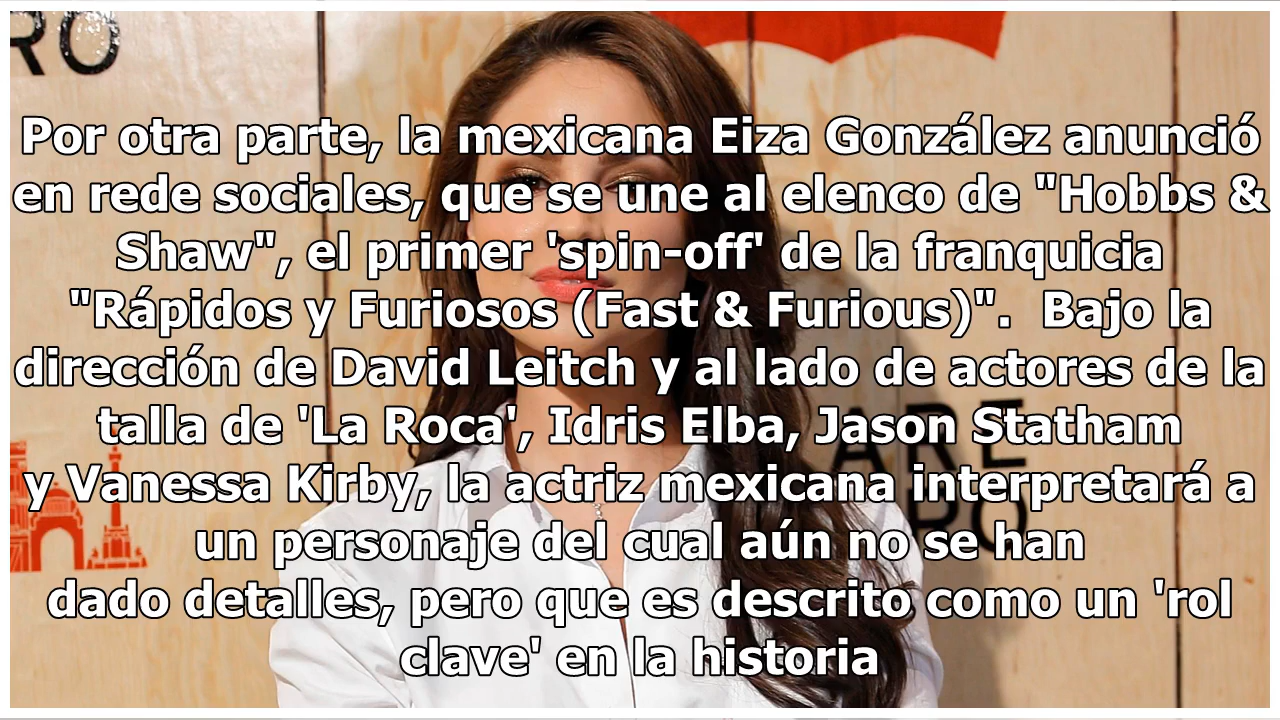 RO
Por otra parte, la mexicana Eiza González anunció
en rede sociales, que se une al elenco de "Hobbs &
Shaw", el primer 'spin-off' de la franquicia
"Rápidos y Furiosos (Fast & Furious)".  Bajo la
dirección de David Leitch y al lado de actores de la
talla de 'La Roca', Idris Elba, Jason Statham
y Vanessa Kirby, la actriz mexicana interpretará a
un personaje del cual aún no se han
dado detalles, pero que es descrito como un 'rol
clave' en la historia